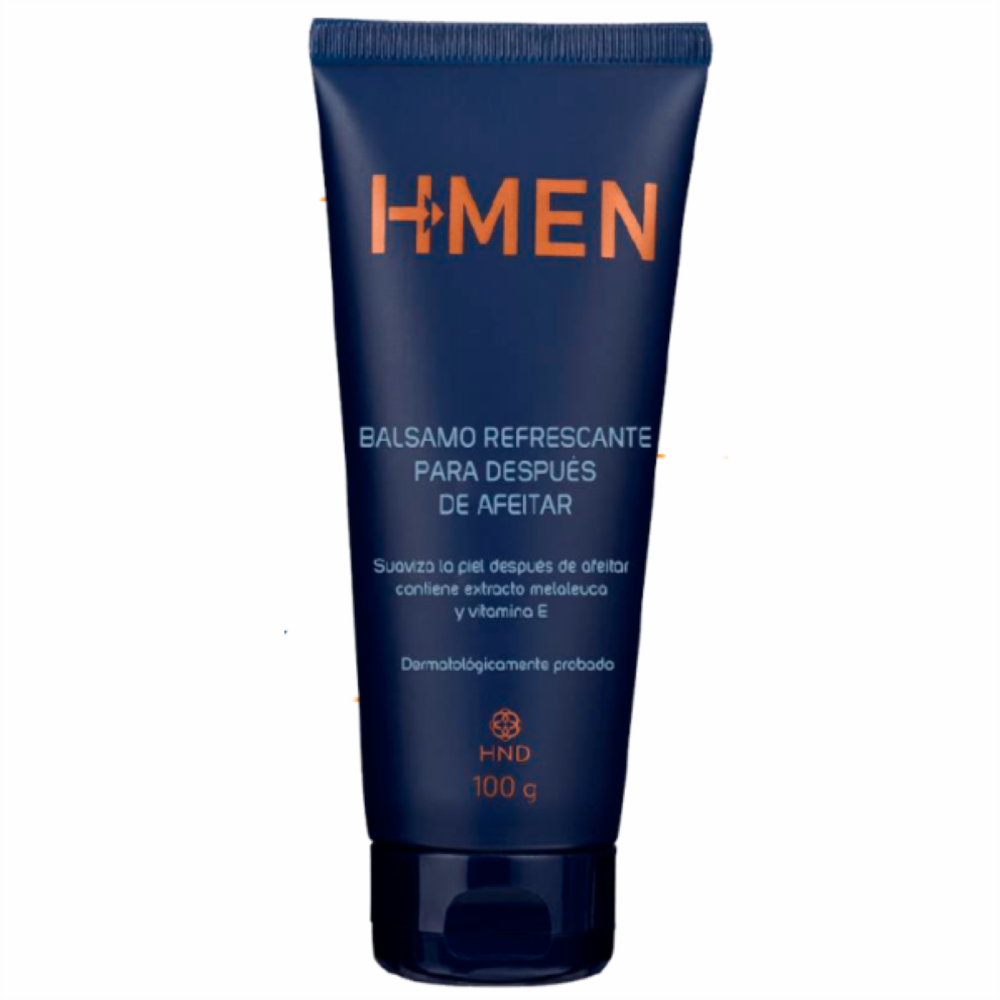 H-MEN
BALSAMO REFRESCANTE
PARA DESPUÉS
DE AFEITAR
Suaviza la piel después de afeitar
contiene extracto melaleuca
y vitamina E
Dermatológicamente probado
HND
100 g